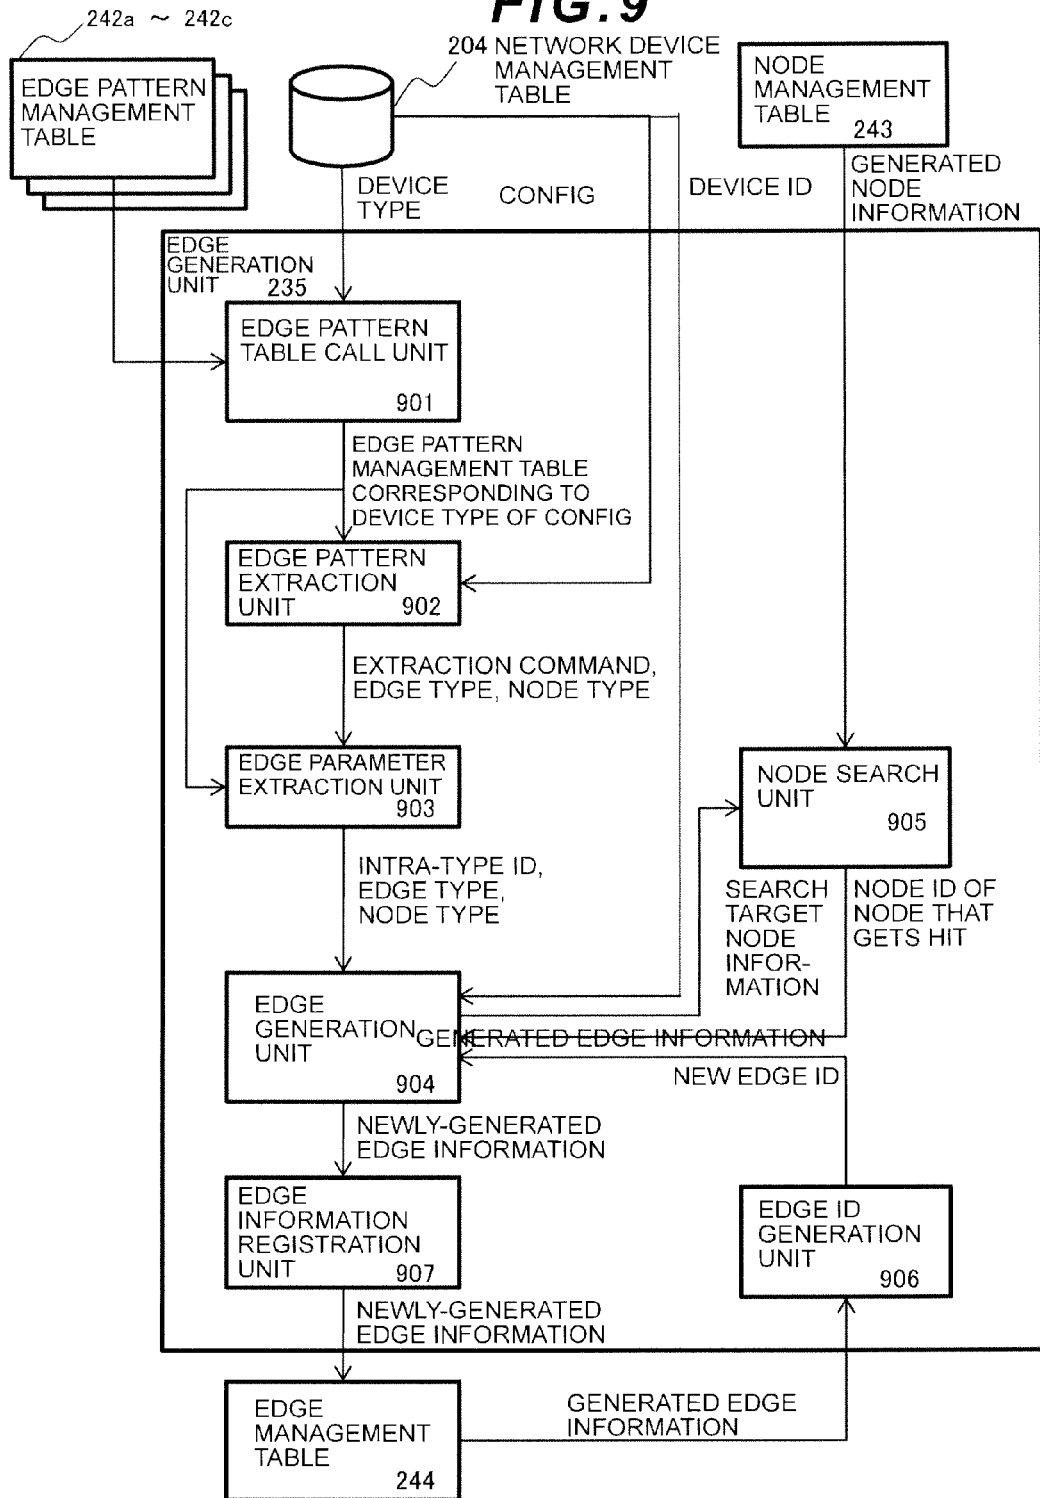 FIG. 9
242a ~ 242c
EDGE PATTERN
MANAGEMENT
TABLE
204 NETWORK DEVICE
MANAGEMENT
TABLE
NODE
MANAGEMENT
TABLE
243
DEVICE
TYPE
CONFIG
DEVICE ID
GENERATED
NODE
INFORMATION
EDGE
GENERATION
UNIT
235
EDGE PATTERN
TABLE CALL UNIT
901
EDGE PATTERN
MANAGEMENT TABLE
CORRESPONDING TO
DEVICE TYPE OF CONFIG
EDGE PATTERN
EXTRACTION
UNIT
902
EXTRACTION COMMAND,
EDGE TYPE, NODE TYPE
EDGE PARAMETER
EXTRACTION UNIT
903
NODE SEARCH
UNIT
905
INTRA-TYPE ID,
EDGE TYPE,
NODE TYPE
SEARCH
TARGET
NODE
INFOR-
MATION
NODE ID OF
NODE THAT
GETS HIT
EDGE
GENERATION
UNIT
904
GENERATED EDGE INFORMATION
NEW EDGE ID
NEWLY-GENERATED
EDGE INFORMATION
EDGE
INFORMATION
REGISTRATION
UNIT
907
EDGE ID
GENERATION
UNIT
906
NEWLY-GENERATED
EDGE INFORMATION
EDGE
MANAGEMENT
TABLE
244
GENERATED EDGE
INFORMATION